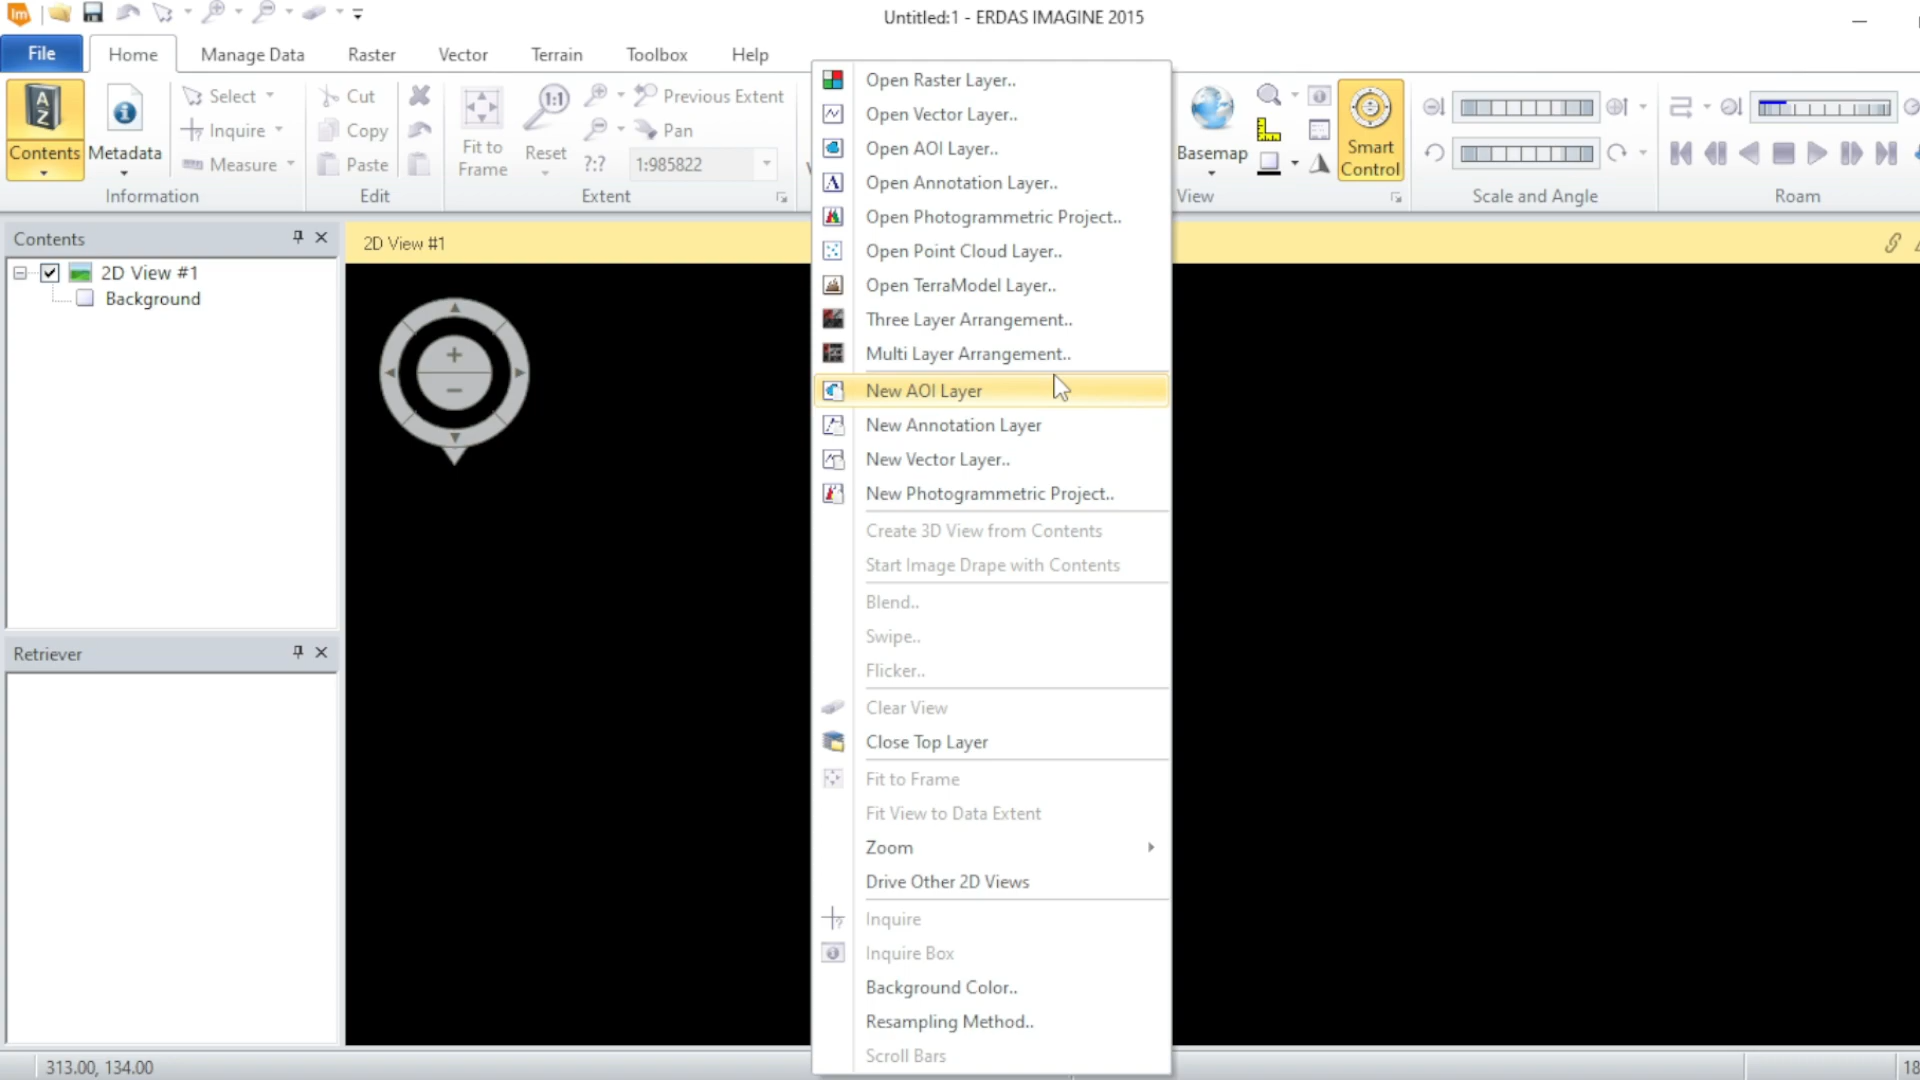 Untitled:1 - ERDAS IMAGINE 2015
File Home Manage Data Raster Vector Terrain Toolbox Help
Contents
Metadata
Select
Inquire
Measure
Information
Cut
Copy
Paste
Edit
Fit to
Frame
1:1
Reset
Previous Extent
Pan
?:?
1:985822
Extent
Basemap
View
Smart
Control
Scale and Angle
Roam
Contents
2D View #1
Background
Retriever
2D View #1
Open Raster Layer..
Open Vector Layer..
Open AOI Layer..
Open Annotation Layer..
Open Photogrammetric Project..
Open Point Cloud Layer..
Open TerraModel Layer..
Three Layer Arrangement..
Multi Layer Arrangement..
New AOI Layer
New Annotation Layer
New Vector Layer..
New Photogrammetric Project..
Create 3D View from Contents
Start Image Drape with Contents
Blend..
Swipe..
Flicker..
Clear View
Close Top Layer
Fit to Frame
Fit View to Data Extent
Zoom
Drive Other 2D Views
Inquire
Inquire Box
Background Color..
Resampling Method..
Scroll Bars
313.00, 134.00
18